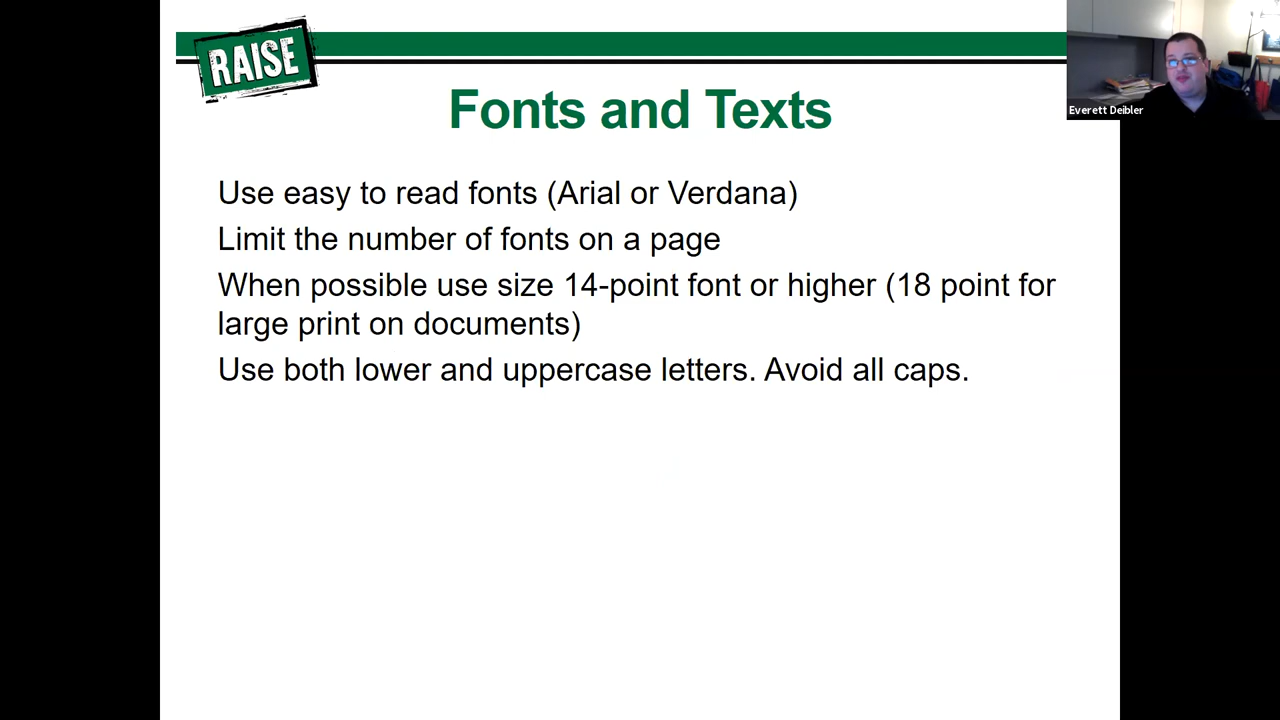 RAISE
Fonts and Texts
Everett Deibler
Use easy to read fonts (Arial or Verdana)
Limit the number of fonts on a page
When possible use size 14-point font or higher (18 point for
large print on documents)
Use both lower and uppercase letters. Avoid all caps.